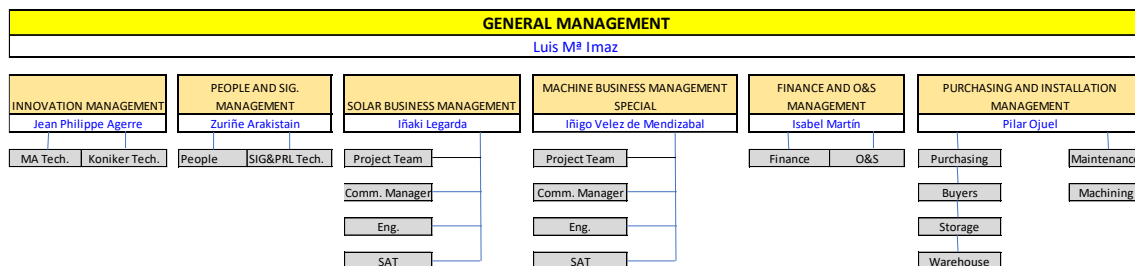 GENERAL MANAGEMENT
Luis Mª Imaz
INNOVATION MANAGEMENT
Jean Philippe Agerre
MA Tech.
Koniker Tech.
PEOPLE AND SIG.
MANAGEMENT
Zuriñe Arakistain
People
SIG&PRL Tech.
SOLAR BUSINESS MANAGEMENT
Iñaki Legarda
Project Team
Comm. Manager
Eng.
SAT
MACHINE BUSINESS MANAGEMENT
SPECIAL
Iñigo Velez de Mendizabal
Project Team
Comm. Manager
Eng.
SAT
FINANCE AND O&S
MANAGEMENT
Isabel Martín
Finance
O&S
PURCHASING AND INSTALLATION
MANAGEMENT
Pilar Ojuel
Purchasing
Buyers
Storage
Warehouse
Maintenance
Machining